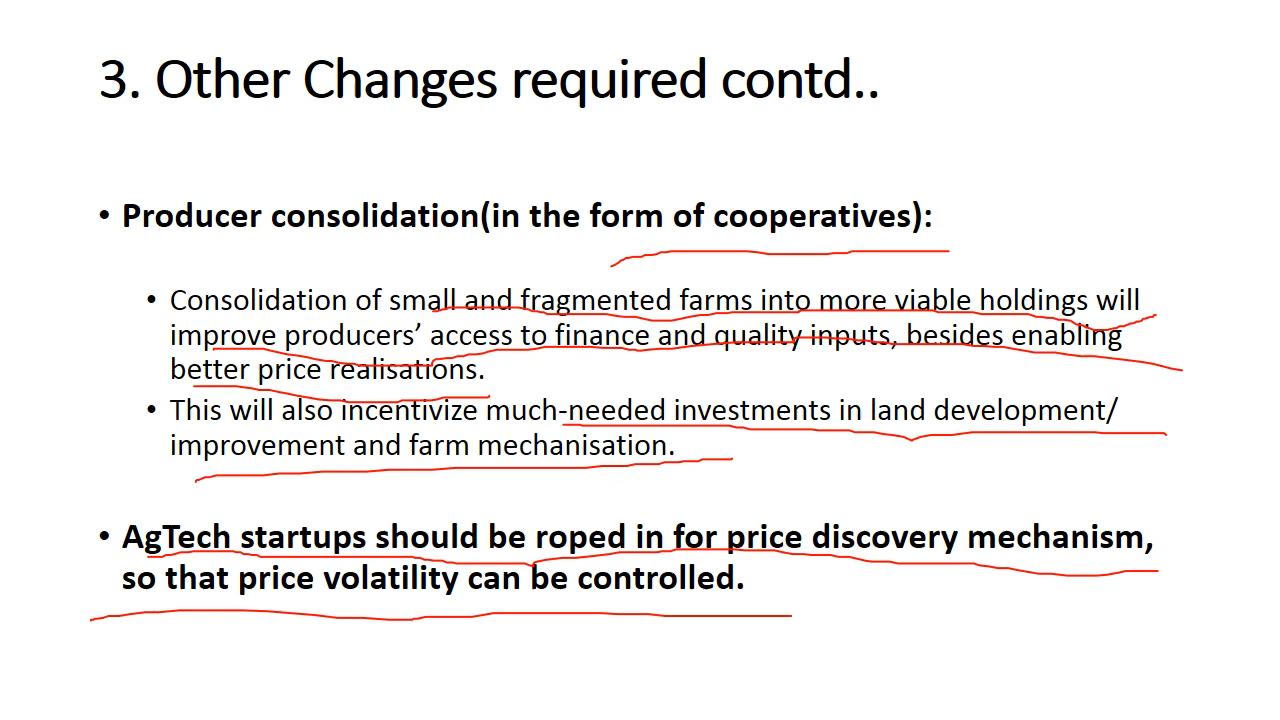 3. Other Changes required contd..
• Producer consolidation(in the form of cooperatives):
• Consolidation of small and fragmented farms into more viable holdings will
improve producers’ access to finance and quality inputs, besides enabling
better price realisations.
• This will also incentivize much-needed investments in land development/
improvement and farm mechanisation.
• AgTech startups should be roped in for price discovery mechanism,
so that price volatility can be controlled.